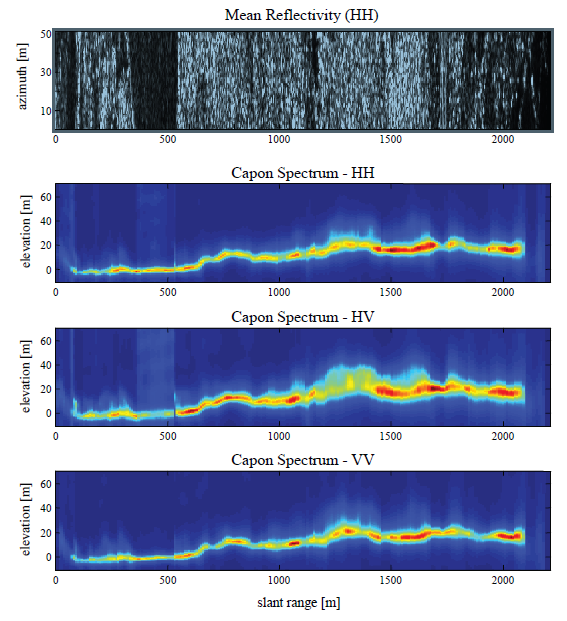 Mean Reflectivity (HH)
azimuth [m]
50
30
10
0 500 1000 1500 2000
Capon Spectrum - HH
elevation [m]
60
40
20
0
0 500 1000 1500 2000
Capon Spectrum - HV
elevation [m]
60
40
20
0
0 500 1000 1500 2000
Capon Spectrum - VV
elevation [m]
60
40
20
0
0 500 1000 1500 2000
slant range [m]